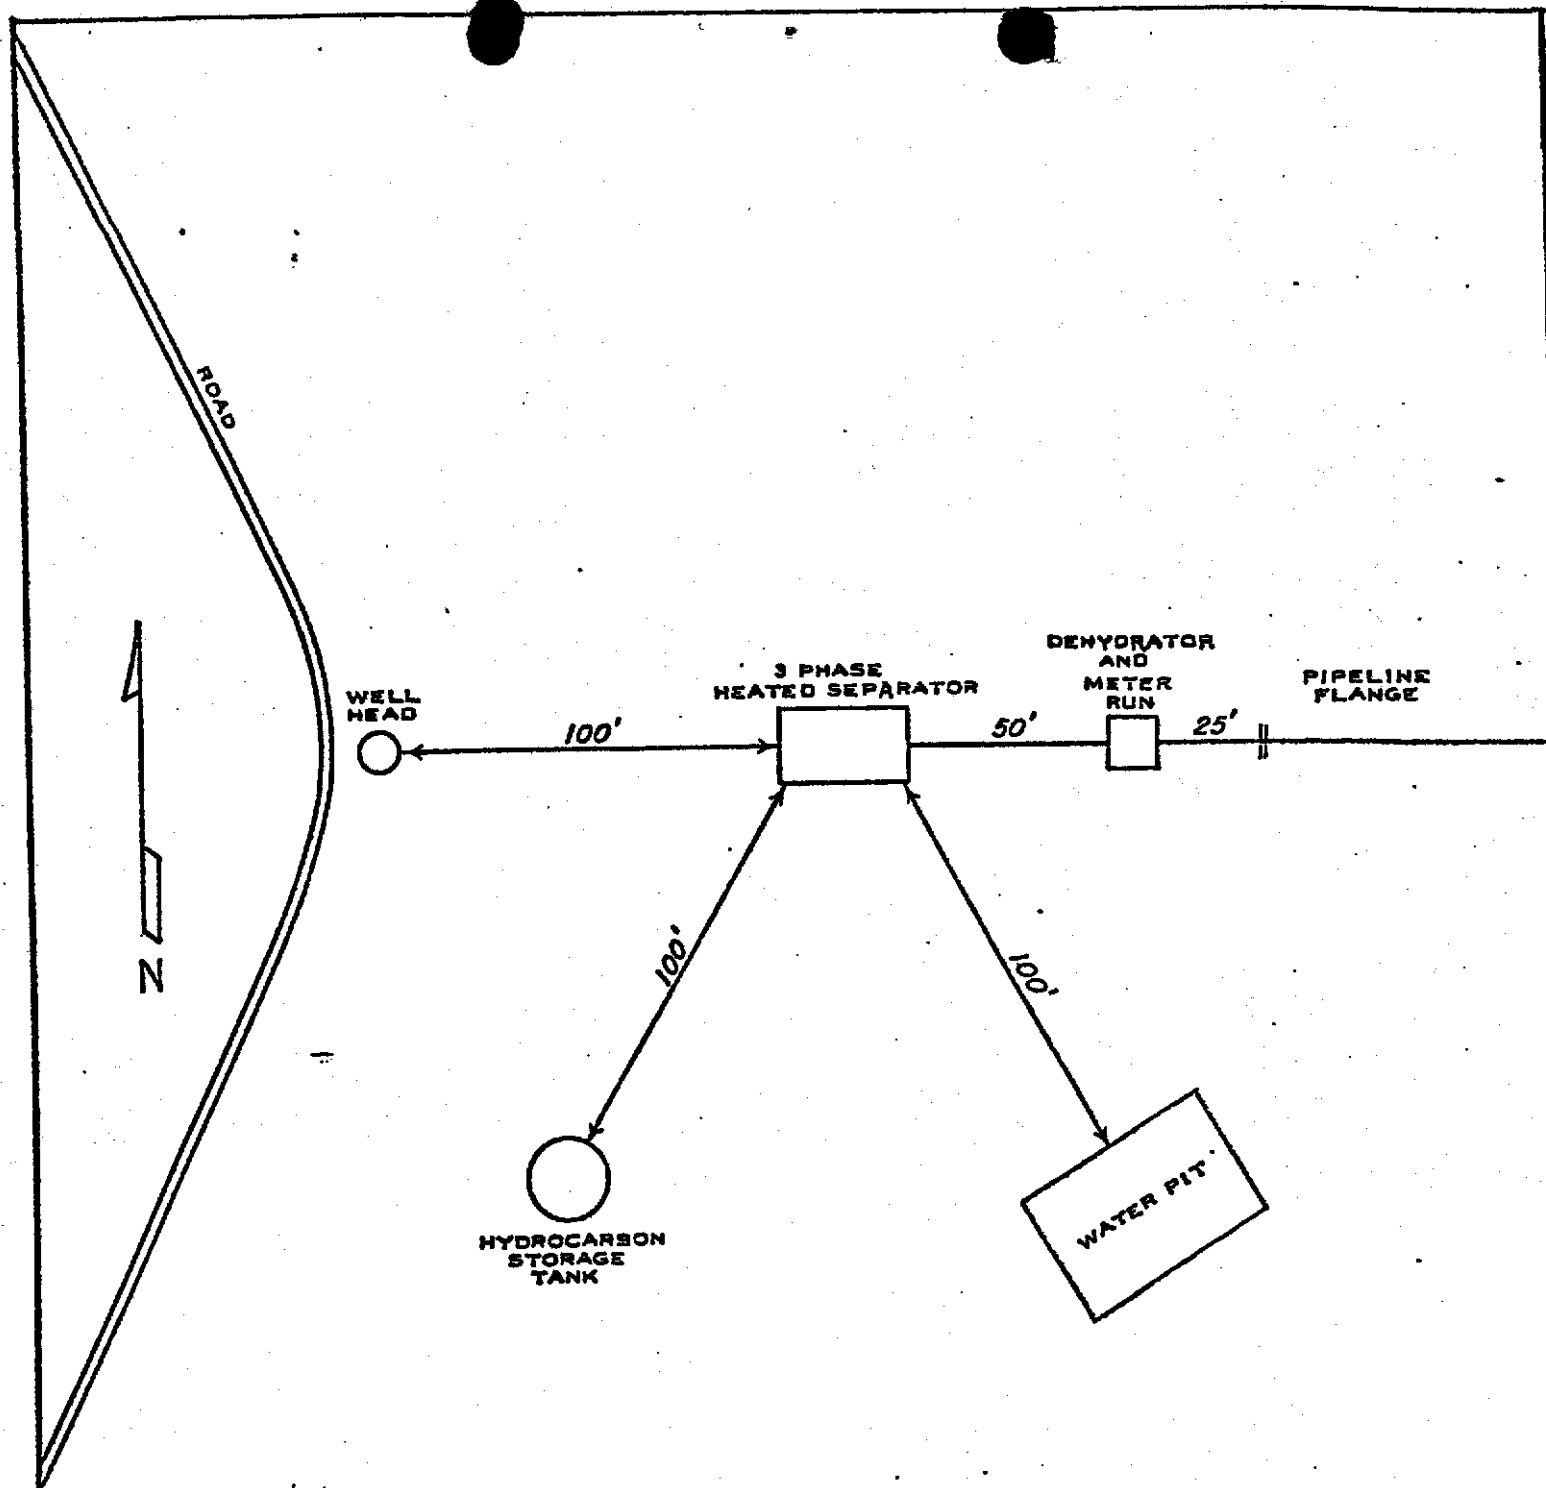 ROAD
WELL
HEAD
100'
3 PHASE
HEATED SEPARATOR
50'
DEHYDRATOR
AND
METER
RUN
25'
PIPELINE
FLANGE
N
100'
100'
HYDROCARBON
STORAGE
TANK
WATER PIT